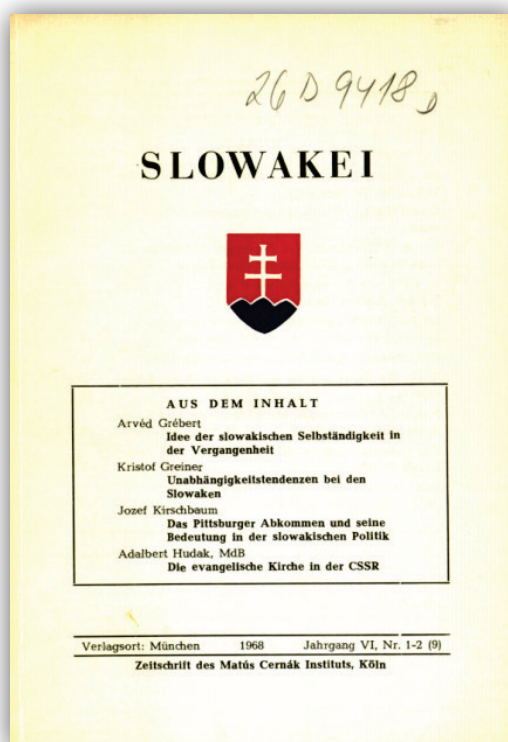 26 D 9418 D
SLOWAKEI
AUS DEM INHALT
Arvéd Grébert
Idee der slowakischen Selbständigkeit in
der Vergangenheit
Kristof Greiner
Unabhängigkeitstendenzen bei den
Slowaken
Jozef Kirschbaum
Das Pittsburger Abkommen und seine
Bedeutung in der slowakischen Politik
Adalbert Hudak, MdB
Die evangelische Kirche in der CSSR
Verlagsort: München 1968 Jahrgang VI, Nr. 1-2 (9)
Zeitschrift des Matús Cernák Instituts, Köln